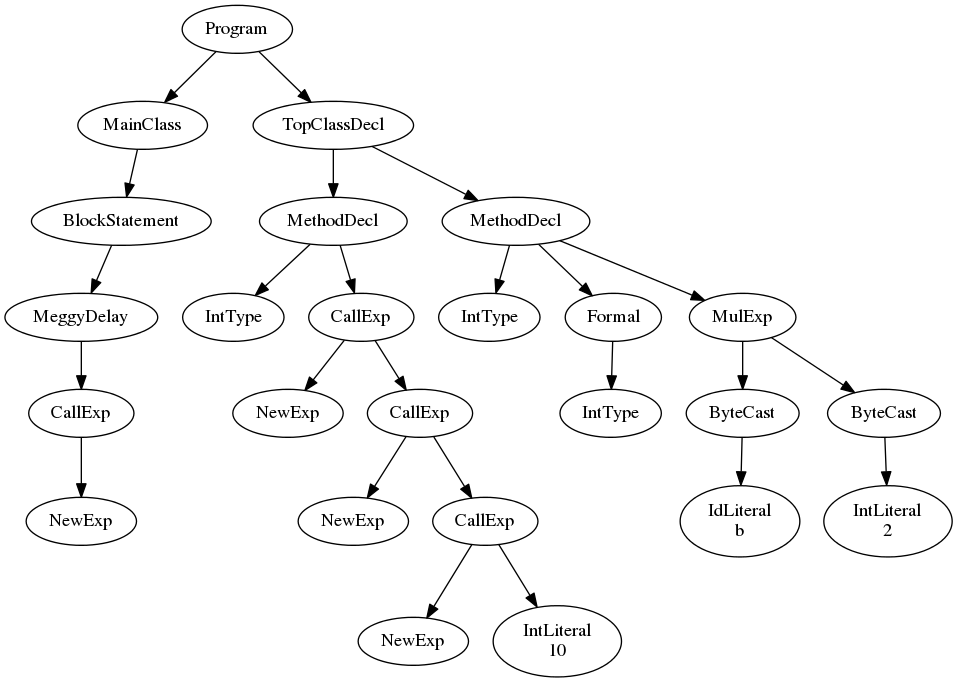 Program
MainClass
TopClassDecl
BlockStatement
MethodDecl
MethodDecl
MeggyDelay
IntType
CallExp
IntType
Formal
MulExp
CallExp
NewExp
CallExp
IntType
ByteCast
ByteCast
NewExp
NewExp
CallExp
IdLiteral
b
IntLiteral
2
NewExp
IntLiteral
10